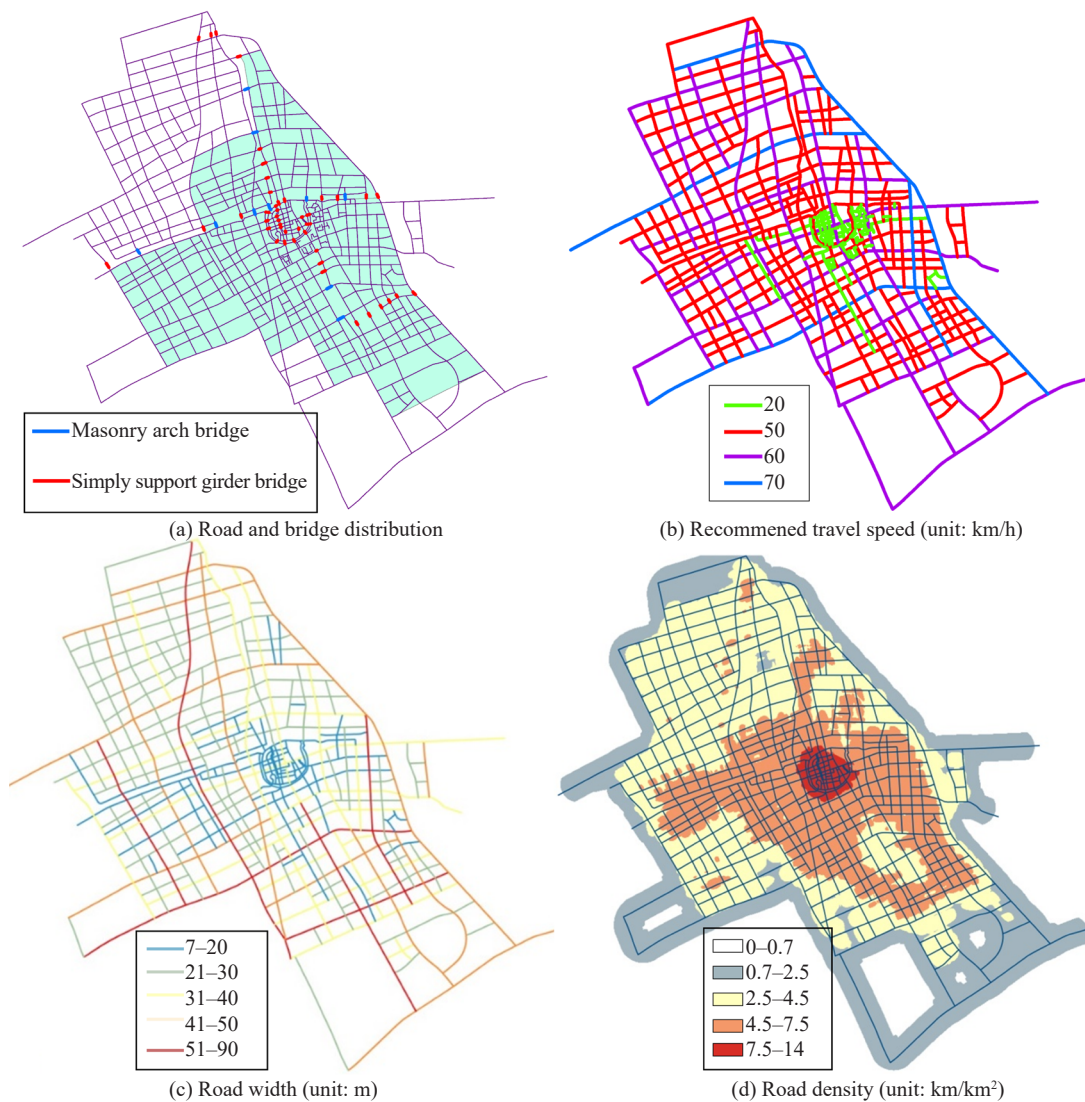 Masonry arch bridge
Simply support girder bridge
(a) Road and bridge distribution
20
50
60
70
(b) Recommened travel speed (unit: km/h)
7–20
21–30
31–40
41–50
51–90
(c) Road width (unit: m)
0–0.7
0.7–2.5
2.5–4.5
4.5–7.5
7.5–14
(d) Road density (unit: km/km²)